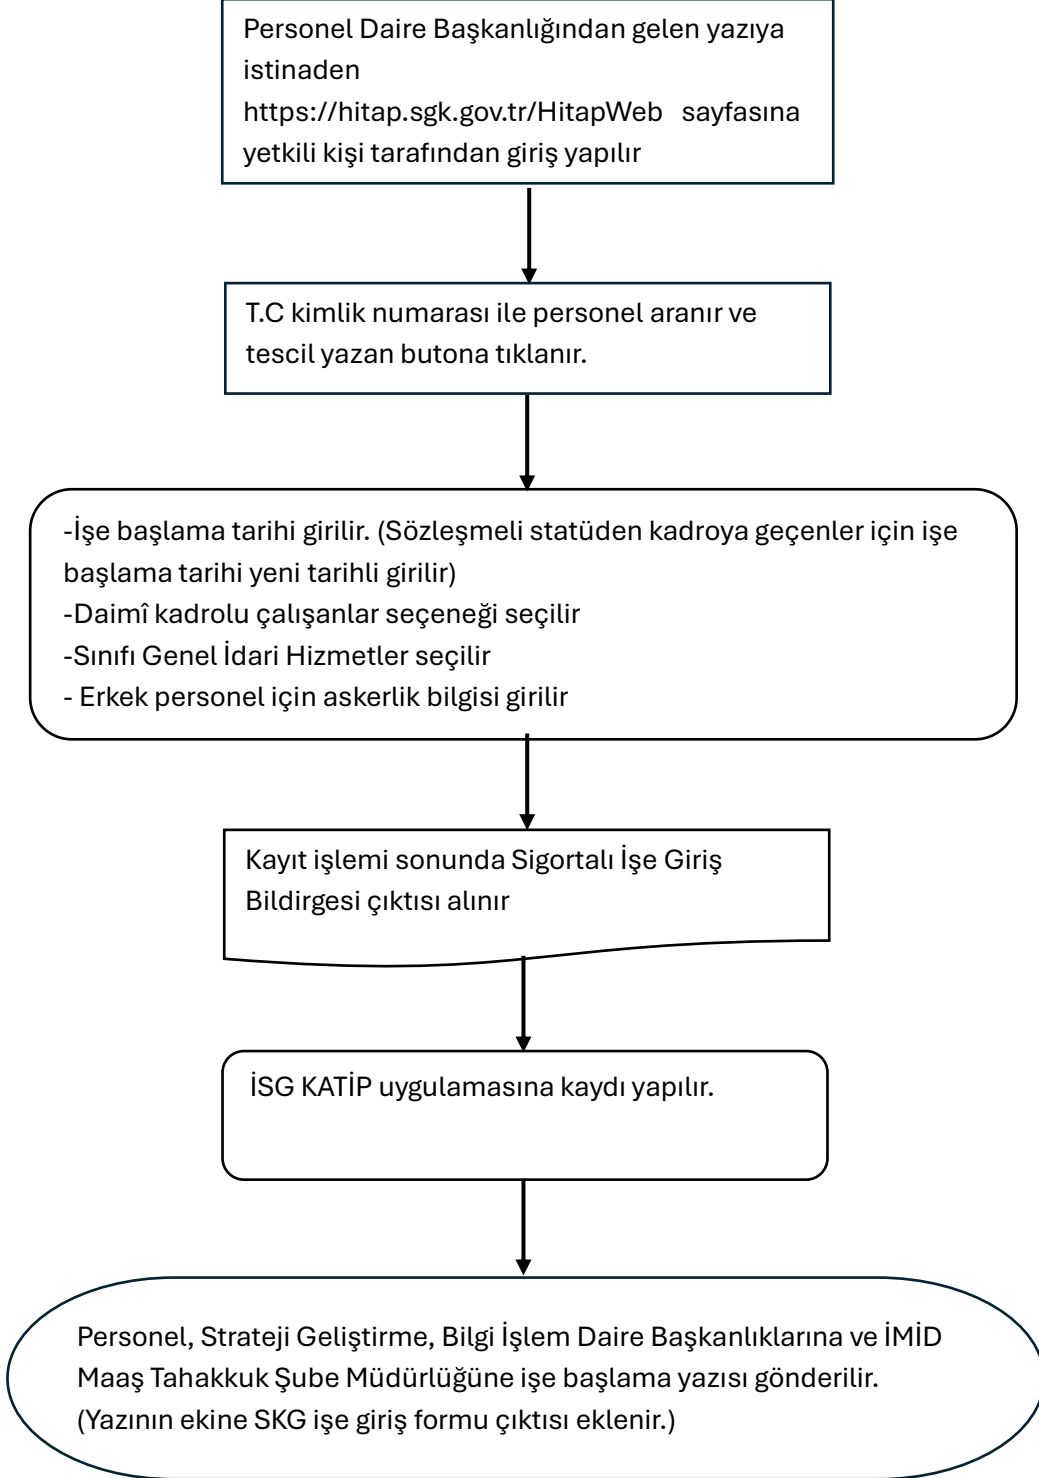 Personel Daire Başkanlığından gelen yazıya
istinaden
https://hitap.sgk.gov.tr/HitapWeb sayfasına
yetkili kişi tarafından giriş yapılır
T.C kimlik numarası ile personel aranır ve
tescil yazan butona tıklanır.
-İşe başlama tarihi girilir. (Sözleşmeli statüden kadroya geçenler için işe
başlama tarihi yeni tarihli girilir)
-Daimî kadrolu çalışanlar seçeneği seçilir
-Sınıfı Genel İdari Hizmetler seçilir
- Erkek personel için askerlik bilgisi girilir
Kayıt işlemi sonunda Sigortalı İşe Giriş
Bildirgesi çıktısı alınır
İSG KATİP uygulamasına kaydı yapılır.
Personel, Strateji Geliştirme, Bilgi İşlem Daire Başkanlıklarına ve İMİD
Maaş Tahakkuk Şube Müdürlüğüne işe başlama yazısı gönderilir.
(Yazının ekine SKG işe giriş formu çıktısı eklenir.)